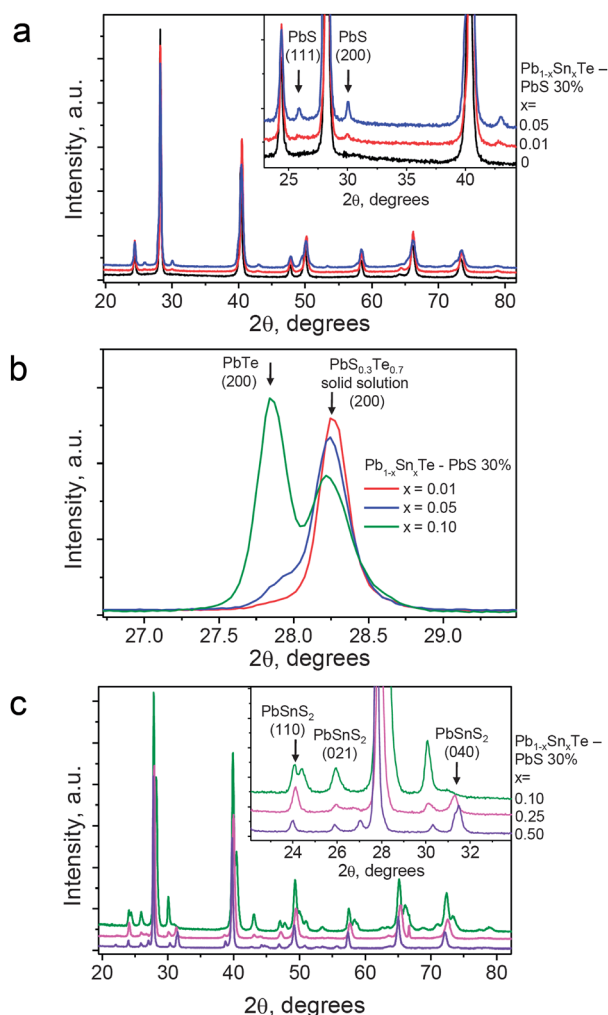 a
PbS
(111)
PbS
(200)
Pb1-xSnxTe –
PbS 30%
x=
0.05
0.01
0
25 30 35 40
2θ, degrees
Intensity, a.u.
20 30 40 50 60 70 80
2θ, degrees
b
PbTe
(200)
PbS0.3Te0.7
solid solution
(200)
Pb1-xSnxTe - PbS 30%
x = 0.01
x = 0.05
x = 0.10
Intensity, a.u.
27.0 27.5 28.0 28.5 29.0
2θ, degrees
c
PbSnS2
(110)
PbSnS2
(021)
PbSnS2
(040)
Pb1-xSnxTe –
PbS 30%
x=
0.10
0.25
0.50
24 26 28 30 32
2θ, degrees
Intensity, a.u.
20 30 40 50 60 70 80
2θ, degrees